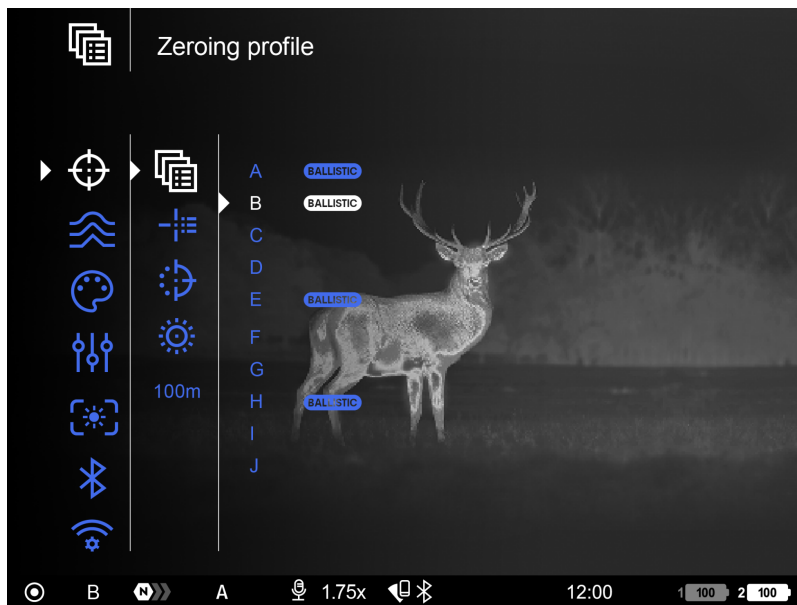 Zeroing profile
A BALLISTIC
B BALLISTIC
C
D
E BALLISTIC
F
G
H BALLISTIC
I
J
100m
B N A 1.75x 12:00 1 100 2 100